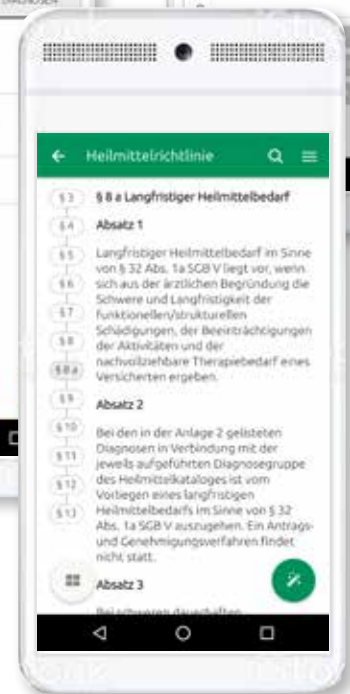 DIAGNOSEN
Heilmittelrichtlinie
§ 3
§ 4
§ 5
§ 6
§ 7
§ 8
§ 8 a
§ 9
§ 10
§ 11
§ 12
§ 13
§ 8 a Langfristiger Heilmittelbedarf
Absatz 1
Langfristiger Heilmittelbedarf im Sinne
von § 32 Abs. 1a SGB V liegt vor, wenn
sich aus der ärztlichen Begründung die
Schwere und Langfristigkeit der
funktionellen/strukturellen
Schädigungen, der Beeinträchtigungen
der Aktivitäten und der
nachvollziehbare Therapiebedarf eines
Versicherten ergeben.
Absatz 2
Bei den in der Anlage 2 gelisteten
Diagnosen in Verbindung mit der
jeweils aufgeführten Diagnosegruppe
des Heilmittelkataloges ist vom
Vorliegen eines langfristigen
Heilmittelbedarfs im Sinne von § 32
Abs. 1a SGB V auszugehen. Ein Antrags-
und Genehmigungsverfahren findet
nicht statt.
Absatz 3
Bei schweren dauerhaften